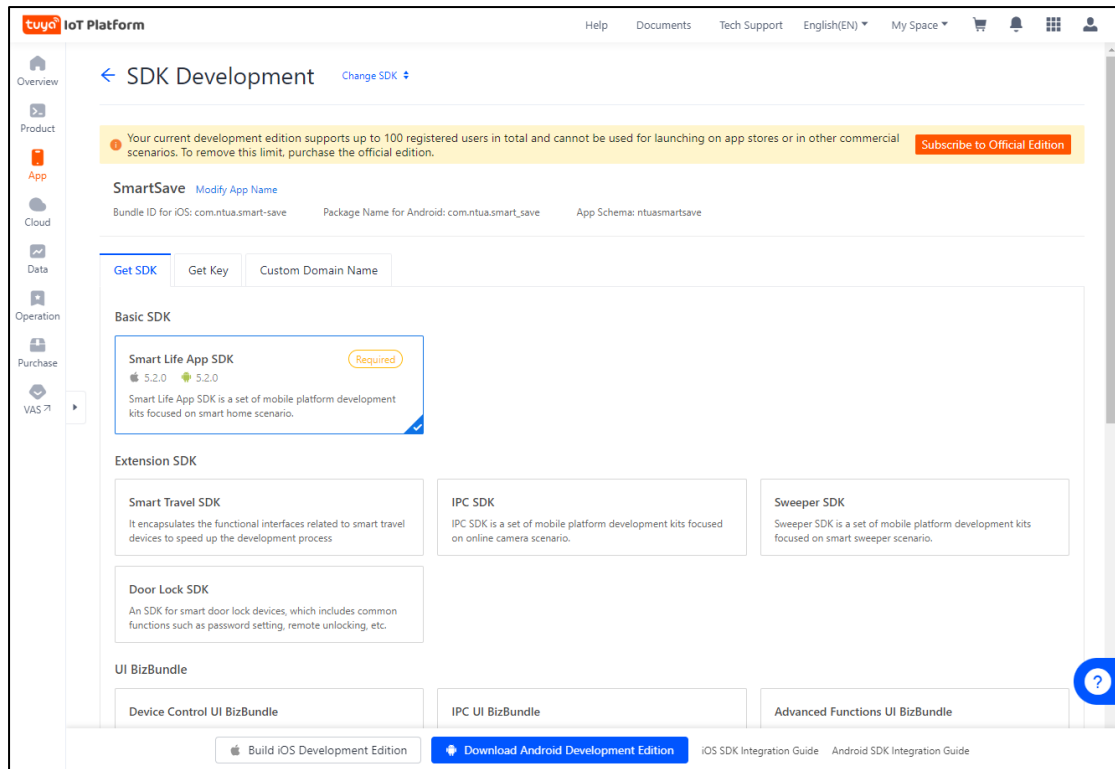 tuya IoT Platform
Help Documents Tech Support English(EN) My Space
Overview
Product
App
Cloud
Data
Operation
Purchase
VAS
SDK Development Change SDK
Your current development edition supports up to 100 registered users in total and cannot be used for launching on app stores or in other commercial
scenarios. To remove this limit, purchase the official edition.
Subscribe to Official Edition
SmartSave Modify App Name
Bundle ID for iOS: com.ntua.smart-save Package Name for Android: com.ntua.smart_save App Schema: ntuasmartsave
Get SDK Get Key Custom Domain Name
Basic SDK
Smart Life App SDK Required
5.2.0 5.2.0
Smart Life App SDK is a set of mobile platform development
kits focused on smart home scenario.
Extension SDK
Smart Travel SDK
It encapsulates the functional interfaces related to smart travel
devices to speed up the development process
IPC SDK
IPC SDK is a set of mobile platform development kits focused
on online camera scenario.
Sweeper SDK
Sweeper SDK is a set of mobile platform development kits
focused on smart sweeper scenario.
Door Lock SDK
An SDK for smart door lock devices, which includes common
functions such as password setting, remote unlocking, etc.
UI BizBundle
Device Control UI BizBundle
IPC UI BizBundle
Advanced Functions UI BizBundle
?
Build iOS Development Edition Download Android Development Edition iOS SDK Integration Guide Android SDK Integration Guide